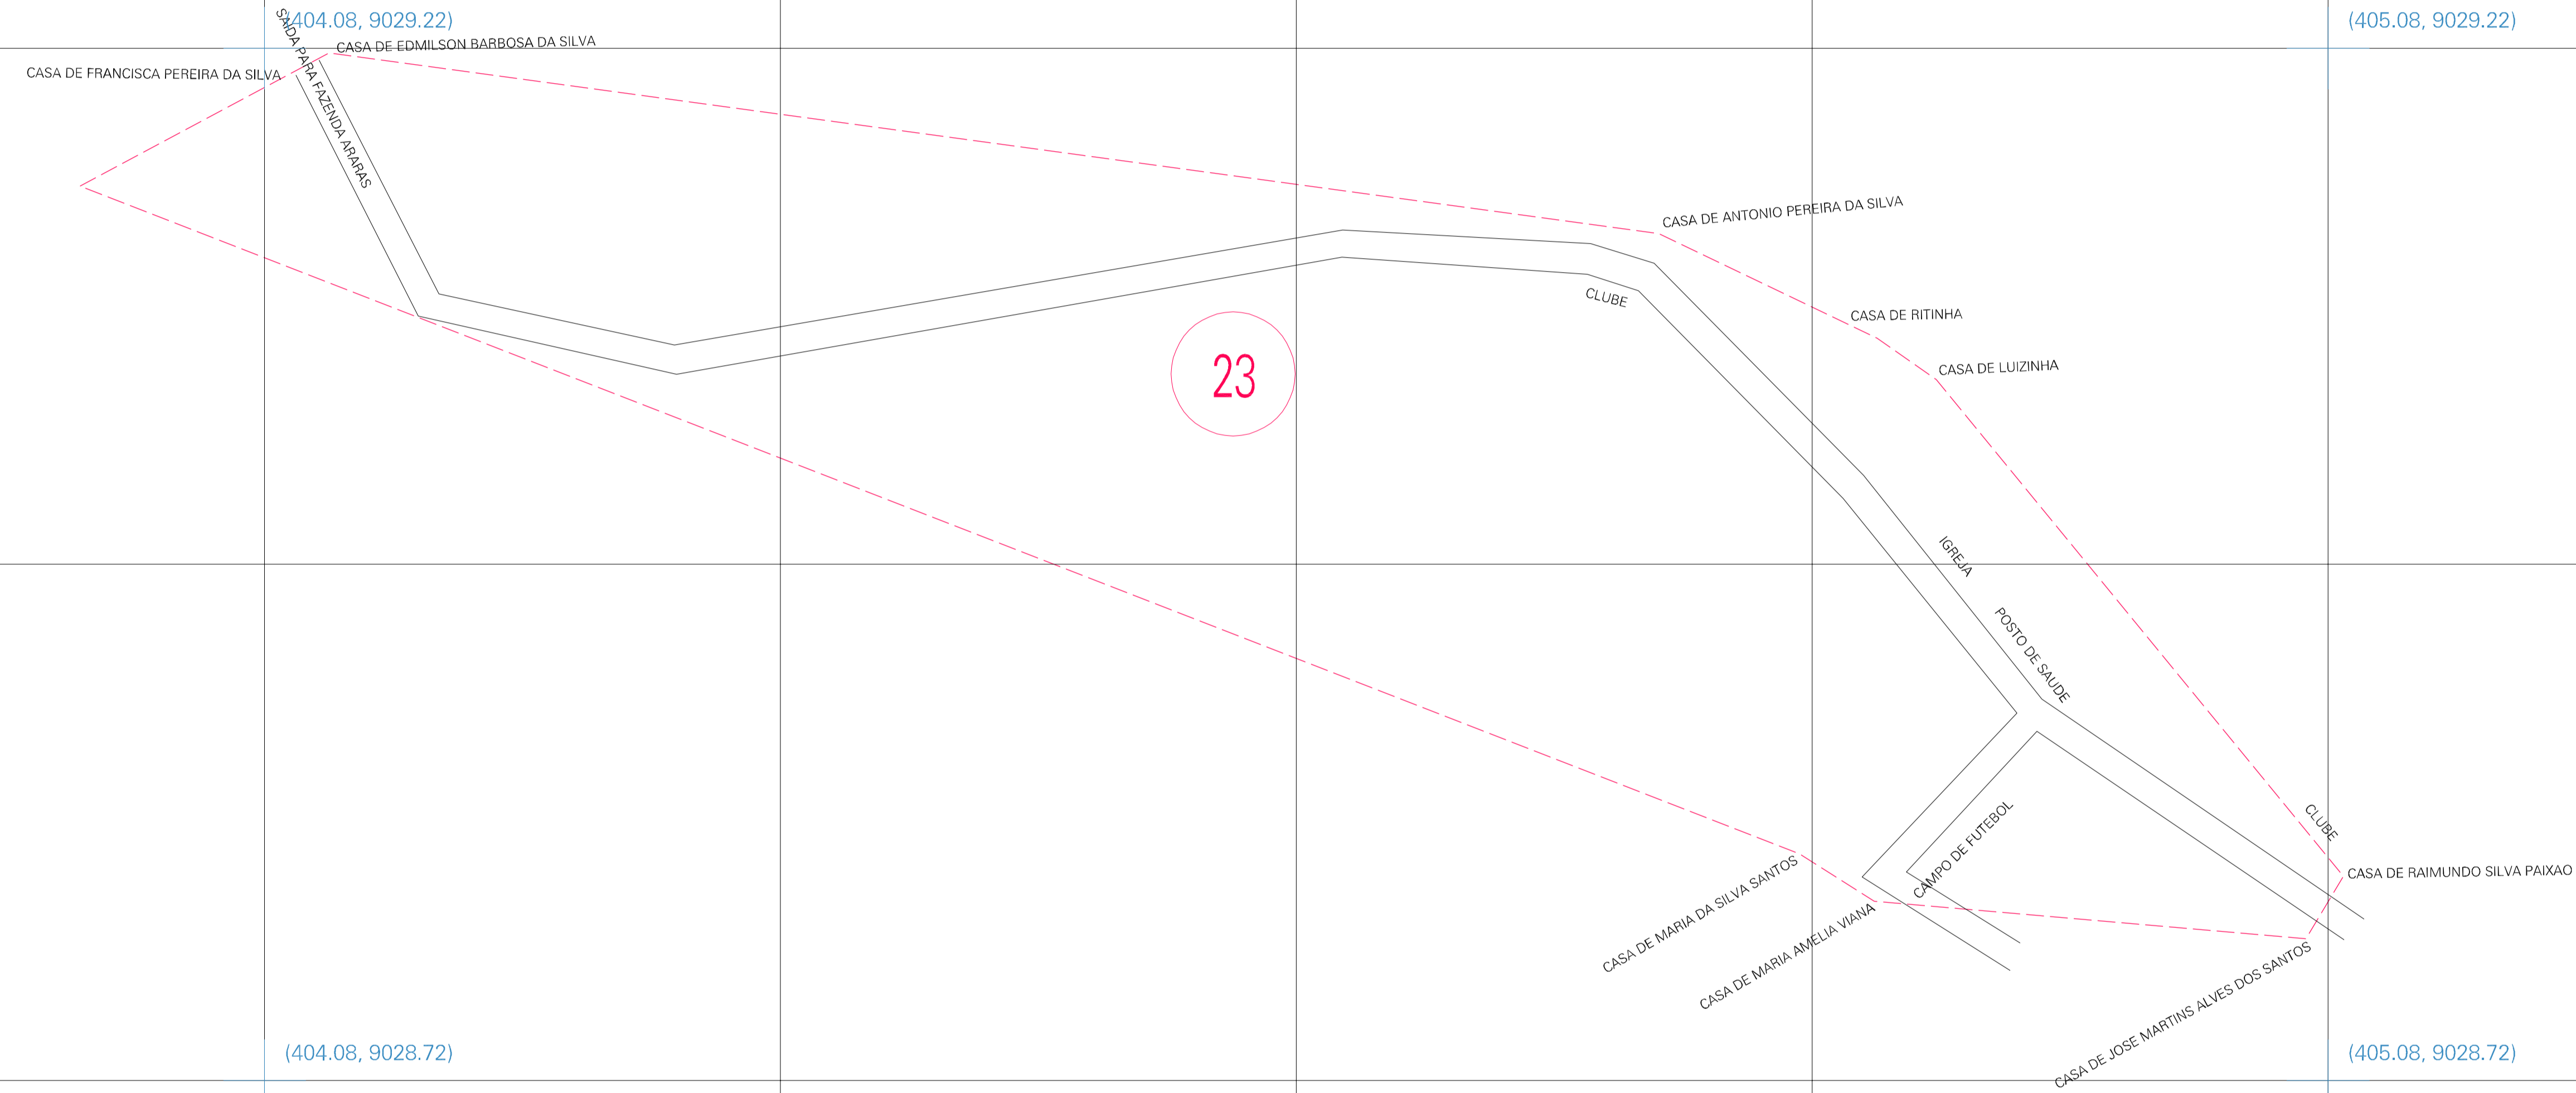 (404.08, 9029.22)
(405.08, 9029.22)
SAIDA PARA FAZENDA ARARAS
CASA DE EDMILSON BARBOSA DA SILVA
CASA DE FRANCISCA PEREIRA DA SILVA
CASA DE ANTONIO PEREIRA DA SILVA
CLUBE
CASA DE RITINHA
CASA DE LUIZINHA
23
IGREJA
POSTO DE SAUDE
CLUBE
CAMPO DE FUTEBOL
CASA DE RAIMUNDO SILVA PAIXAO
CASA DE MARIA DA SILVA SANTOS
CASA DE MARIA AMELIA VIANA
CASA DE JOSE MARTINS ALVES DOS SANTOS
(404.08, 9028.72)
(405.08, 9028.72)